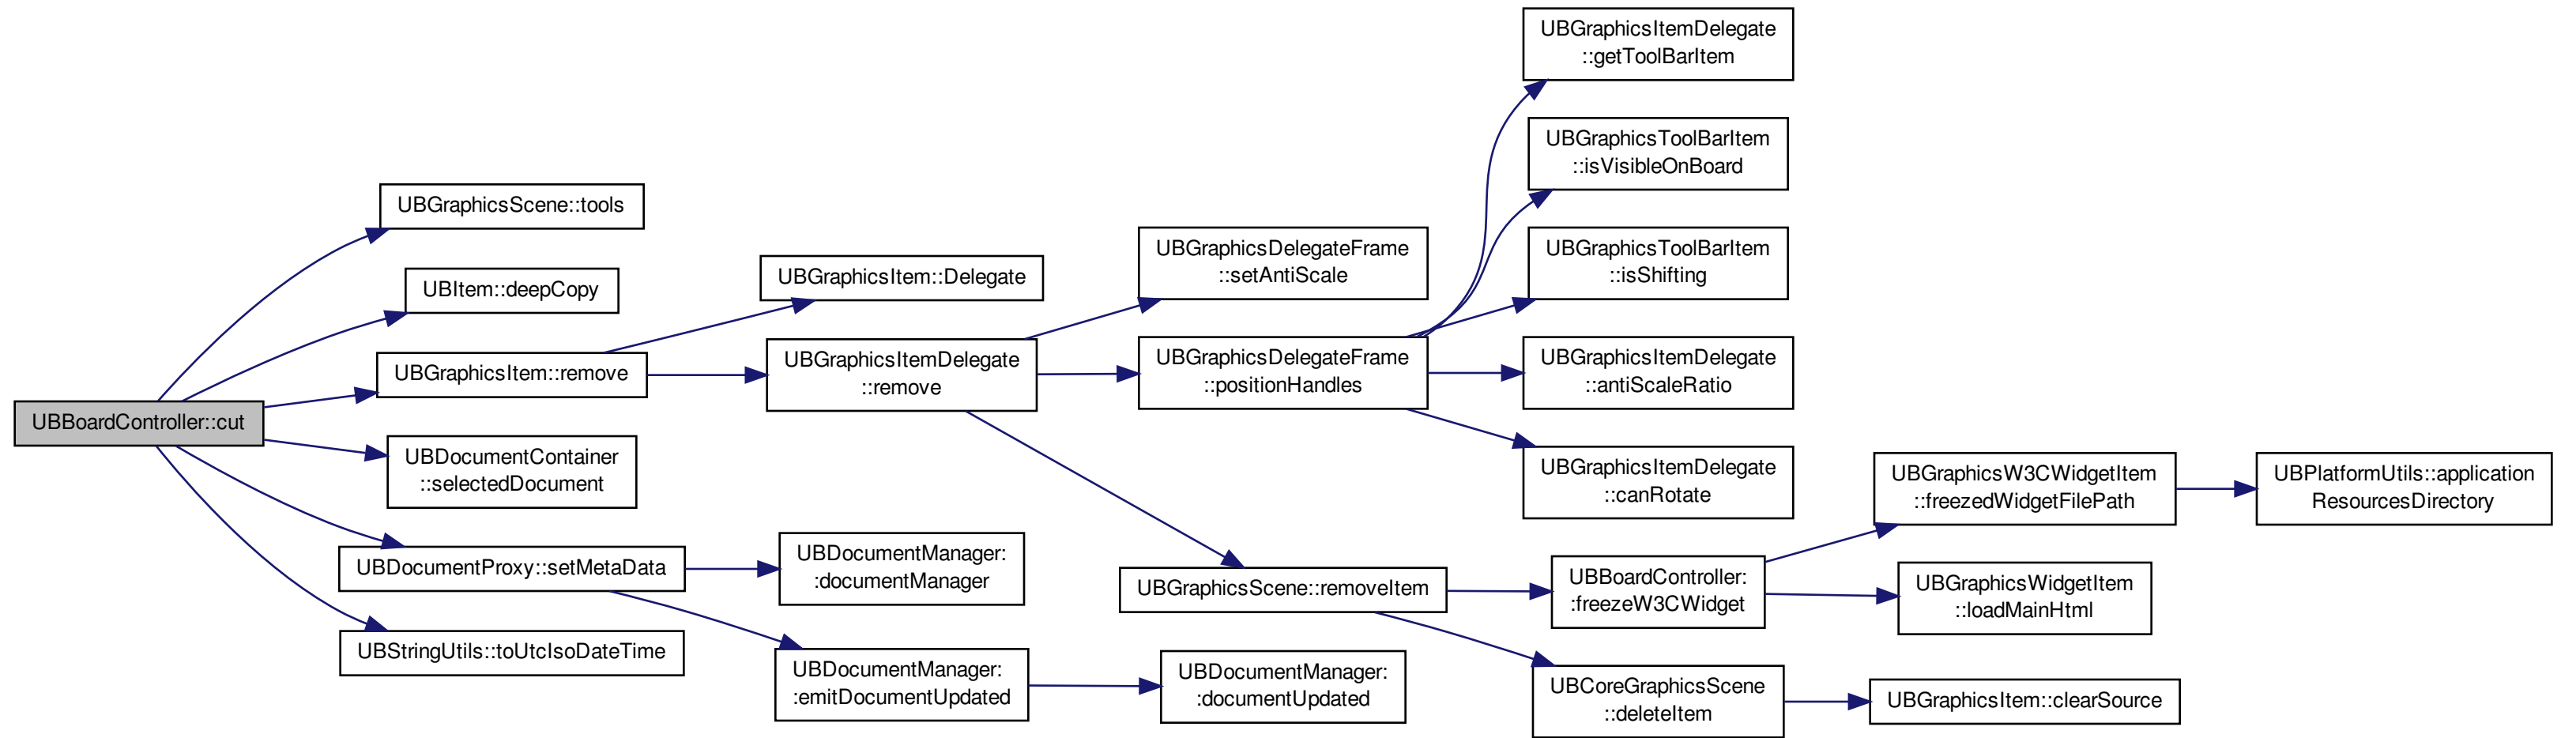 UBBoardController::cut
UBGraphicsScene::tools
UBItem::deepCopy
UBGraphicsItem::remove
UBDocumentContainer
::selectedDocument
UBDocumentProxy::setMetaData
UBStringUtils::toUtcIsoDateTime
UBGraphicsItem::Delegate
UBGraphicsItemDelegate
::remove
UBDocumentManager:
:documentManager
UBDocumentManager:
:emitDocumentUpdated
UBGraphicsDelegateFrame
::setAntiScale
UBGraphicsDelegateFrame
::positionHandles
UBGraphicsScene::removeItem
UBDocumentManager:
:documentUpdated
UBGraphicsItemDelegate
::getToolBarItem
UBGraphicsToolBarItem
::isVisibleOnBoard
UBGraphicsToolBarItem
::isShifting
UBGraphicsItemDelegate
::antiScaleRatio
UBGraphicsItemDelegate
::canRotate
UBBoardController:
:freezeW3CWidget
UBCoreGraphicsScene
::deleteItem
UBGraphicsW3CWidgetItem
::freezedWidgetFilePath
UBGraphicsWidgetItem
::loadMainHtml
UBGraphicsItem::clearSource
UBPlatformUtils::application
ResourcesDirectory